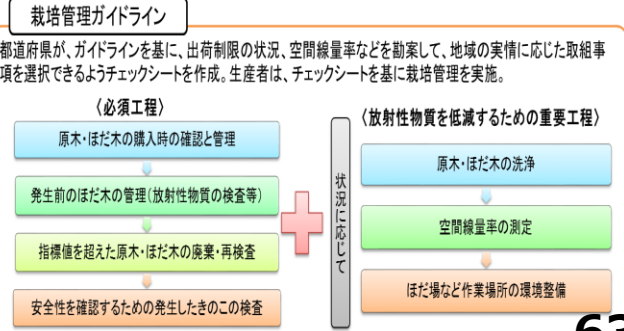 栽培管理ガイドライン
都道府県が、ガイドラインを基に、出荷制限の状況、空間線量率などを勘案して、地域の実情に応じた取組事
項を選択できるようチェックシートを作成。生産者は、チェックシートを基に栽培管理を実施。
〈必須工程〉
原木・ほだ木の購入時の確認と管理
発生前のほだ木の管理(放射性物質の検査等)
指標値を超えた原木・ほだ木の廃棄・再検査
安全性を確認するための発生したきのこの検査
状況に応じて
〈放射性物質を低減するための重要工程〉
原木・ほだ木の洗浄
空間線量率の測定
ほだ場など作業場所の環境整備